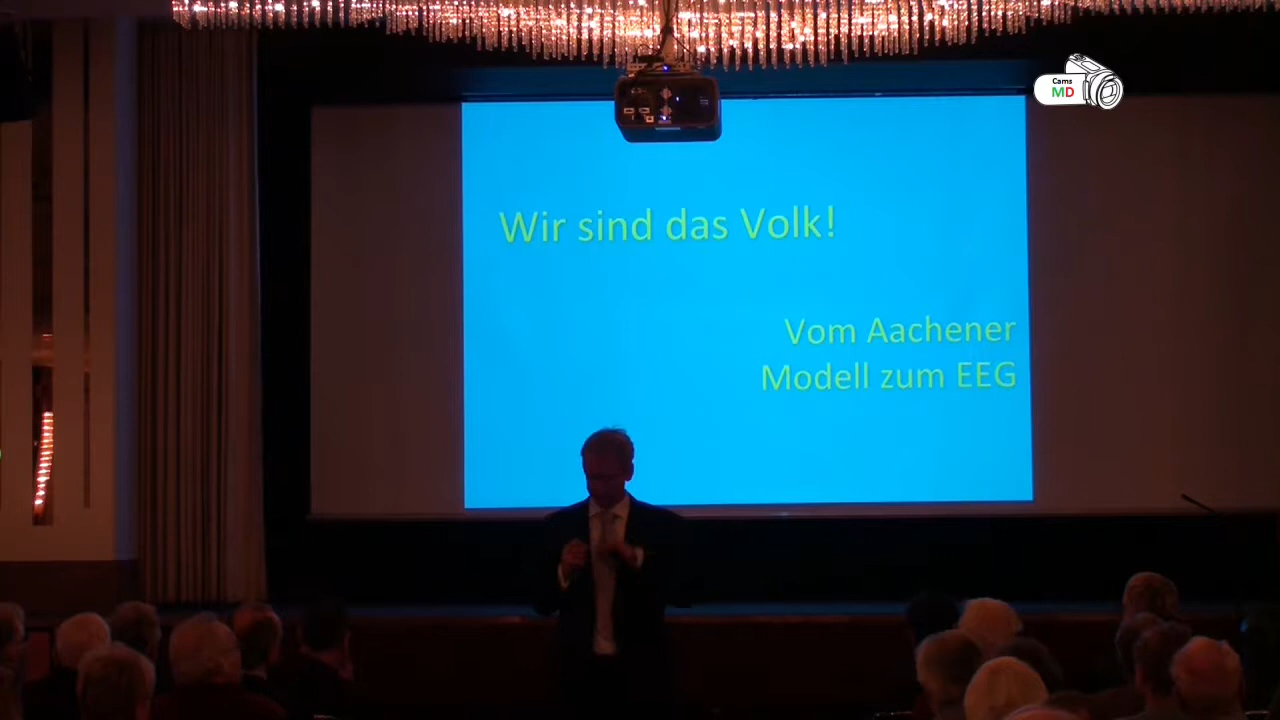 Cams
MD
Wir sind das Volk!
Vom Aachener
Modell zum EEG